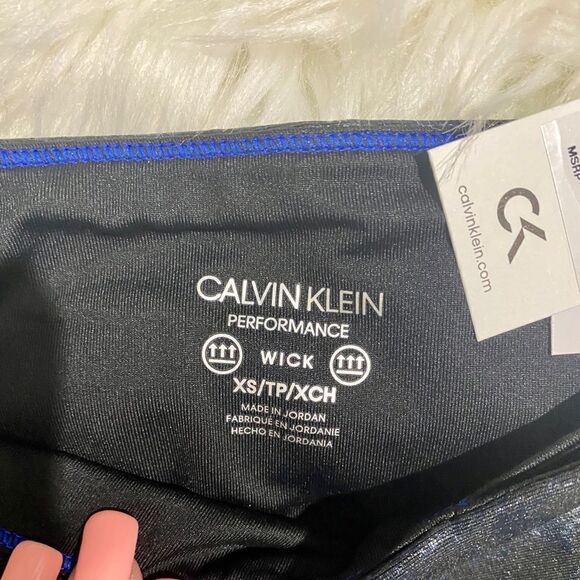 CALVIN KLEIN
PERFORMANCE
WICK
XS/TP/XCH
MADE IN JORDAN
FABRIQUÉ EN JORDANIE
HECHO EN JORDANIA
CK
calvinklein.com
MSRP